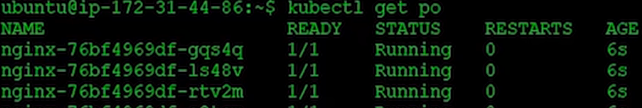 ubuntu@ip-172-31-44-86:~$ kubectl get po
NAME READY STATUS RESTARTS AGE
nginx-76bf4969df-gqs4q 1/1 Running 0 6s
nginx-76bf4969df-ls48v 1/1 Running 0 6s
nginx-76bf4969df-rtv2m 1/1 Running 0 6s